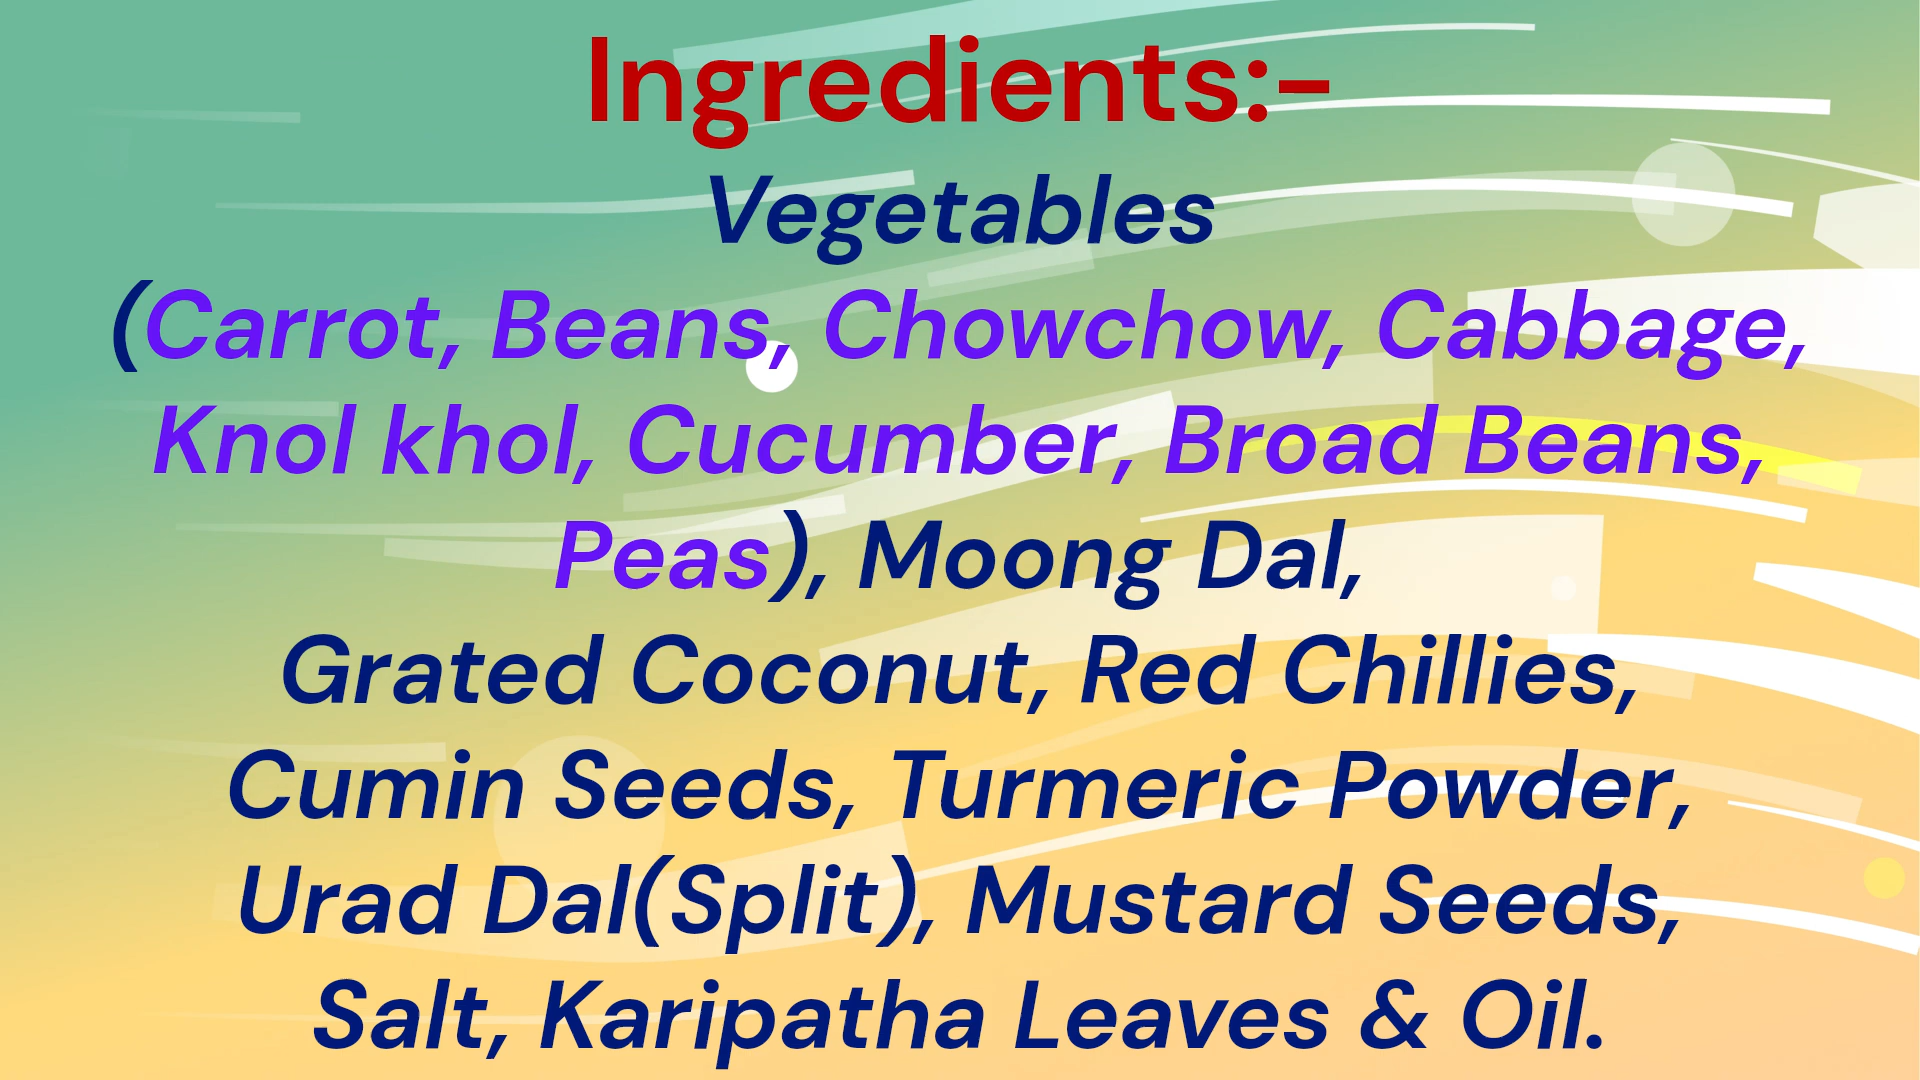 Ingredients:-
Vegetables
(Carrot, Beans, Chowchow, Cabbage,
Knol khol, Cucumber, Broad Beans,
Peas), Moong Dal,
Grated Coconut, Red Chillies,
Cumin Seeds, Turmeric Powder,
Urad Dal(Split), Mustard Seeds,
Salt, Karipatha Leaves & Oil.